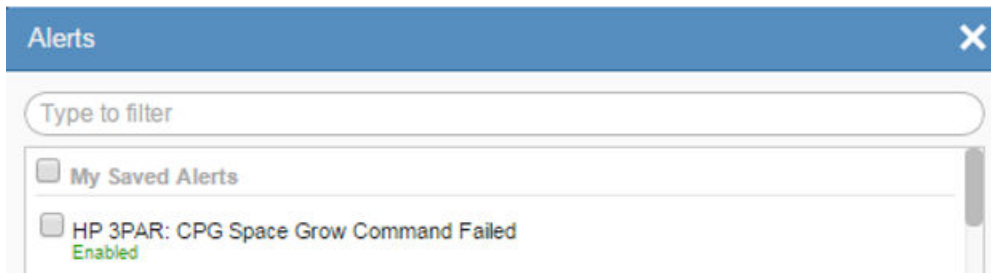 Alerts
Type to filter
My Saved Alerts
HP 3PAR: CPG Space Grow Command Failed
Enabled